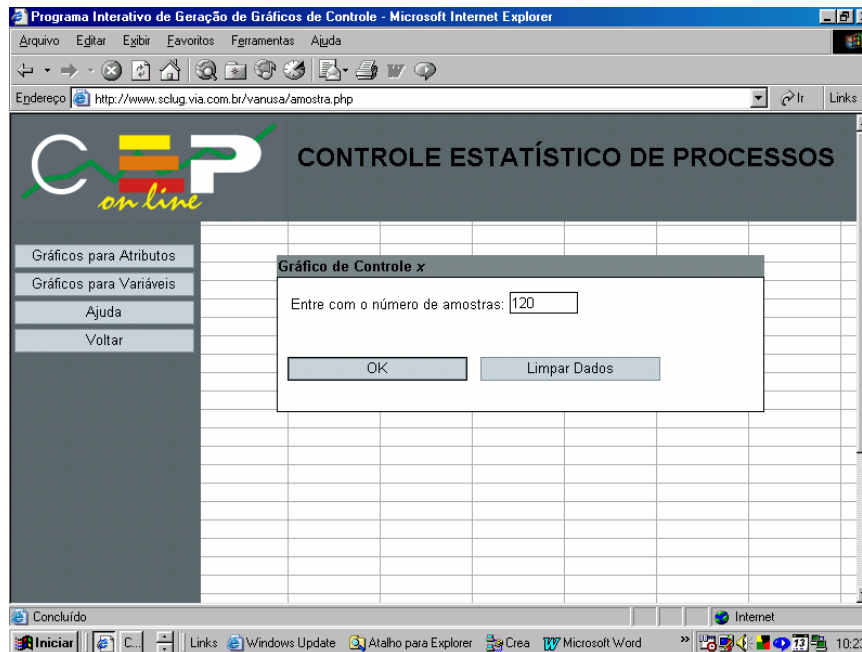 Programa Interativo de Geração de Gráficos de Controle - Microsoft Internet Explorer
Arquivo Editar Exibir Favoritos Ferramentas Ajuda
Endereço http://www.sclug.via.com.br/vanusa/amostra.php Ir Links
CEP
on line
CONTROLE ESTATÍSTICO DE PROCESSOS
Gráficos para Atributos
Gráficos para Variáveis
Ajuda
Voltar
Gráfico de Controle x
Entre com o número de amostras: 120
OK Limpar Dados
Concluído Internet
Iniciar C... Links Windows Update Atalho para Explorer Crea Microsoft Word » 13